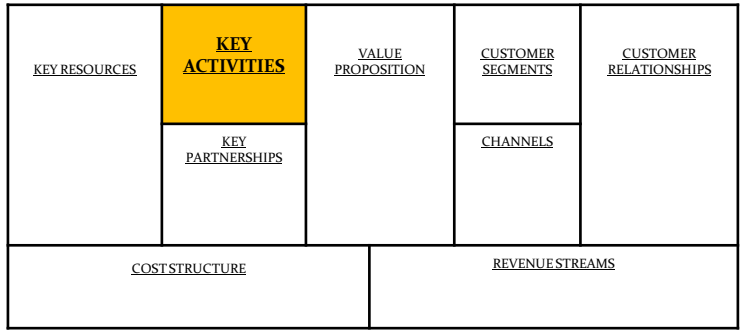 KEY RESOURCES
KEY
ACTIVITIES
VALUE
PROPOSITION
CUSTOMER
SEGMENTS
CUSTOMER
RELATIONSHIPS
KEY
PARTNERSHIPS
CHANNELS
COST STRUCTURE
REVENUE STREAMS